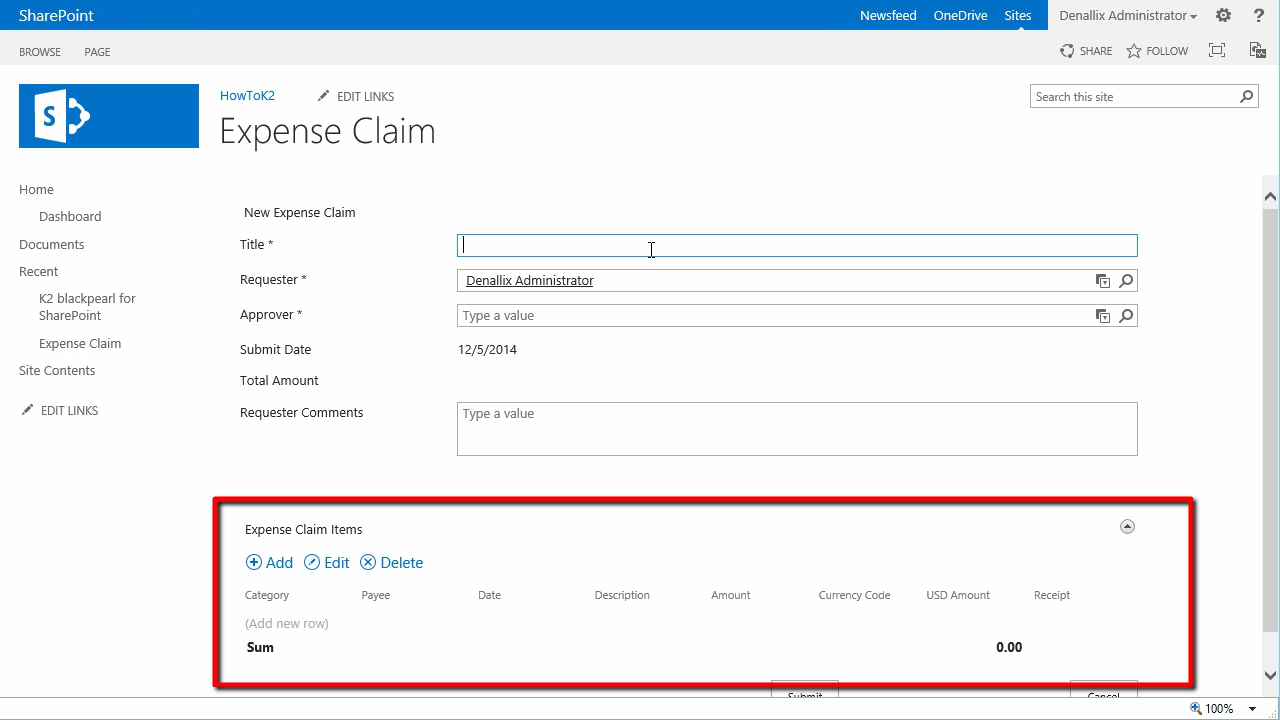 SharePoint
Newsfeed OneDrive Sites Denallix Administrator ?
BROWSE PAGE
SHARE FOLLOW
S
HowToK2 EDIT LINKS
Search this site
Expense Claim
Home
Dashboard
Documents
Recent
K2 blackpearl for
SharePoint
Expense Claim
Site Contents
EDIT LINKS
New Expense Claim
Title *
Requester * Denallix Administrator
Approver * Type a value
Submit Date 12/5/2014
Total Amount
Requester Comments Type a value
Expense Claim Items
Add Edit Delete
Category Payee Date Description Amount Currency Code USD Amount Receipt
(Add new row)
Sum 0.00
Submit Cancel
100%